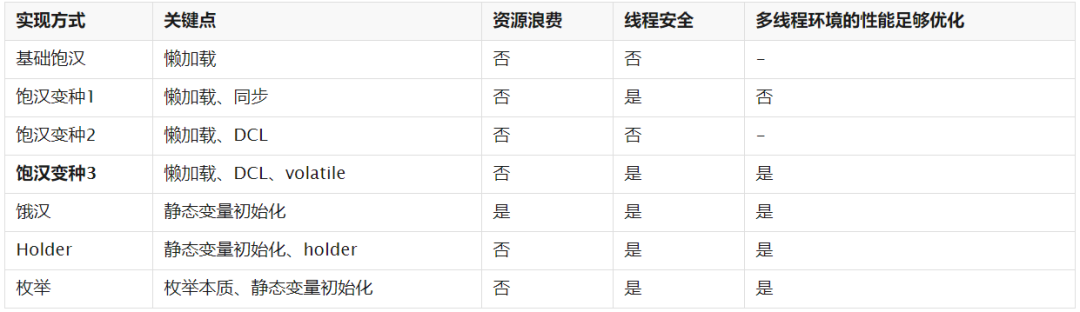 实现方式 关键点 资源浪费 线程安全 多线程环境的性能足够优化
基础饱汉 懒加载 否 否 -
饱汉变种1 懒加载、同步 否 是 否
饱汉变种2 懒加载、DCL 否 否 -
饱汉变种3 懒加载、DCL、volatile 否 是 是
饿汉 静态变量初始化 是 是 是
Holder 静态变量初始化、holder 否 是 是
枚举 枚举本质、静态变量初始化 否 是 是